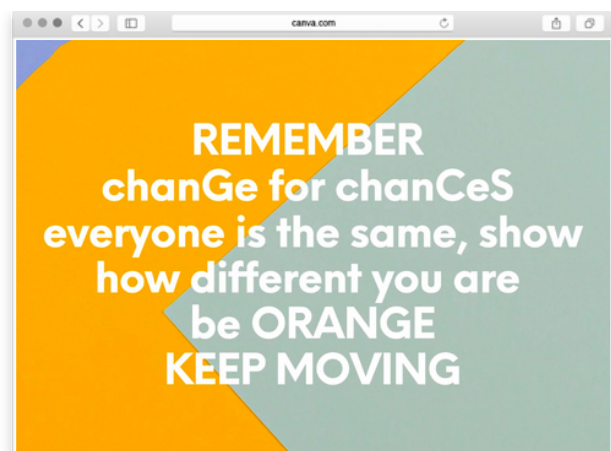 canva.com
REMEMBER
chanGe for chanCeS
everyone is the same, show
how different you are
be ORANGE
KEEP MOVING